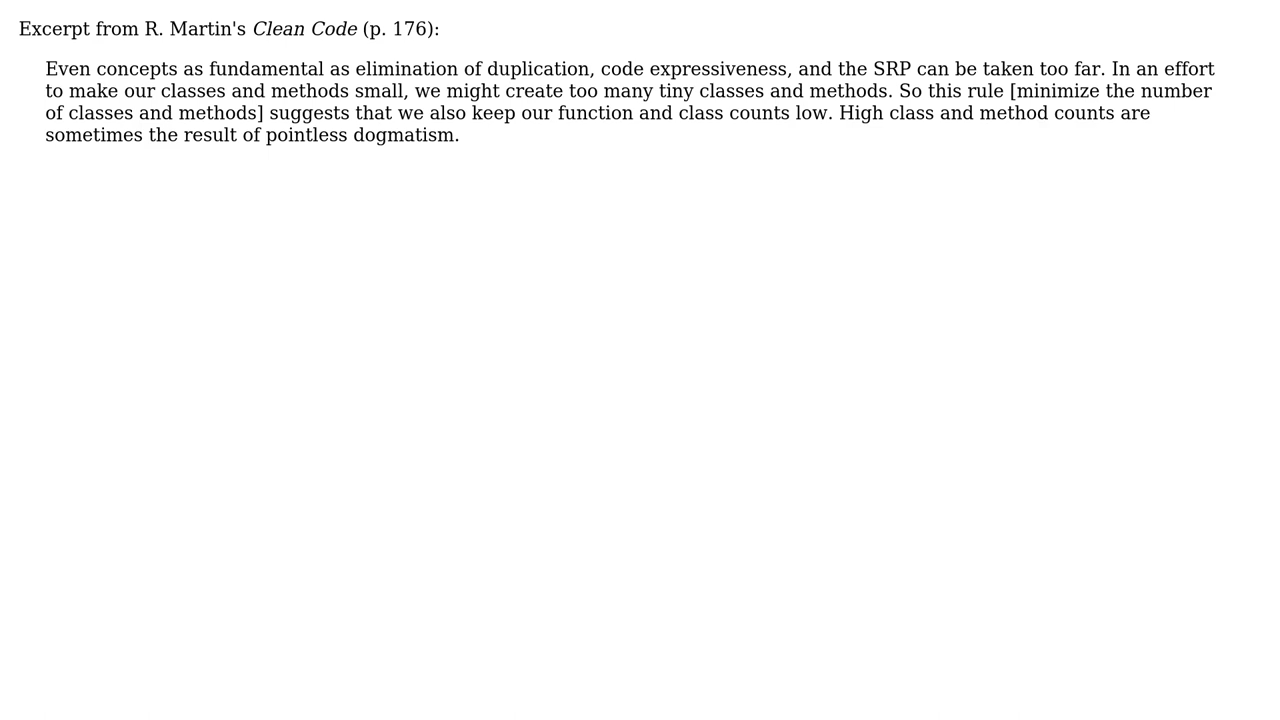 Excerpt from R. Martin's Clean Code (p. 176):
Even concepts as fundamental as elimination of duplication, code expressiveness, and the SRP can be taken too far. In an effort
to make our classes and methods small, we might create too many tiny classes and methods. So this rule [minimize the number
of classes and methods] suggests that we also keep our function and class counts low. High class and method counts are
sometimes the result of pointless dogmatism.